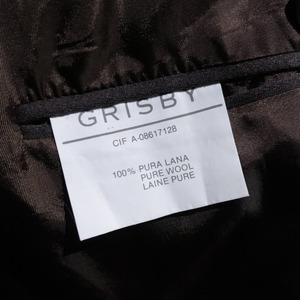 GRISBY
CIF A-08617128
100% PURA LANA
PURE WOOL
LAINE PURE